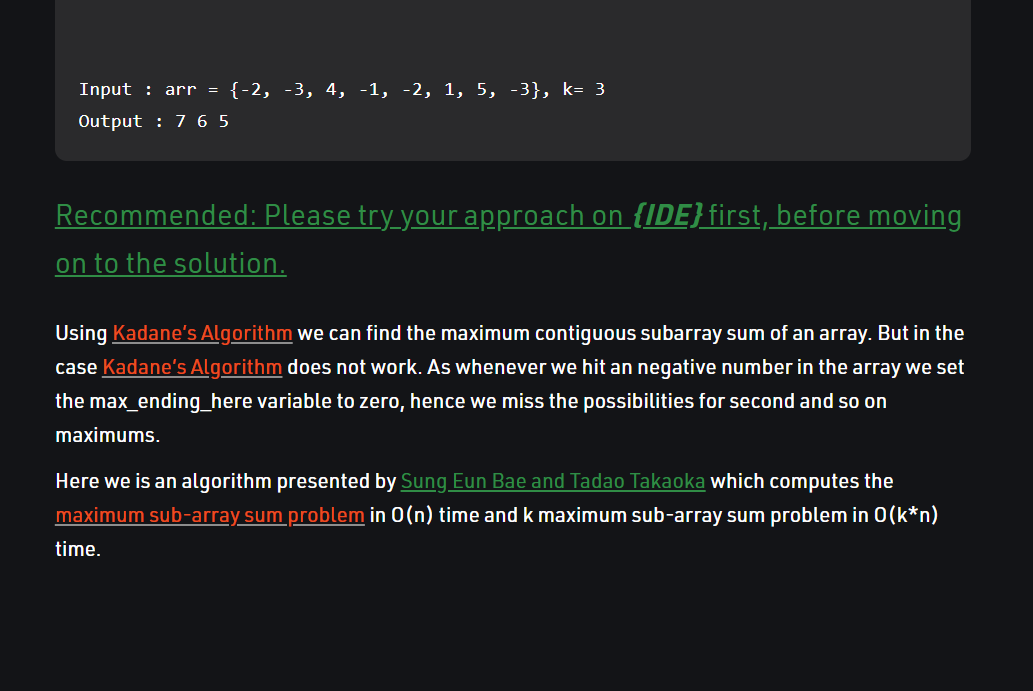 Input : arr = {-2, -3, 4, -1, -2, 1, 5, -3}, k= 3
Output : 7 6 5
Recommended: Please try your approach on {IDE} first, before moving
on to the solution.
Using Kadane’s Algorithm we can find the maximum contiguous subarray sum of an array. But in the
case Kadane’s Algorithm does not work. As whenever we hit an negative number in the array we set
the max_ending_here variable to zero, hence we miss the possibilities for second and so on
maximums.
Here we is an algorithm presented by Sung Eun Bae and Tadao Takaoka which computes the
maximum sub-array sum problem in O(n) time and k maximum sub-array sum problem in O(k*n)
time.